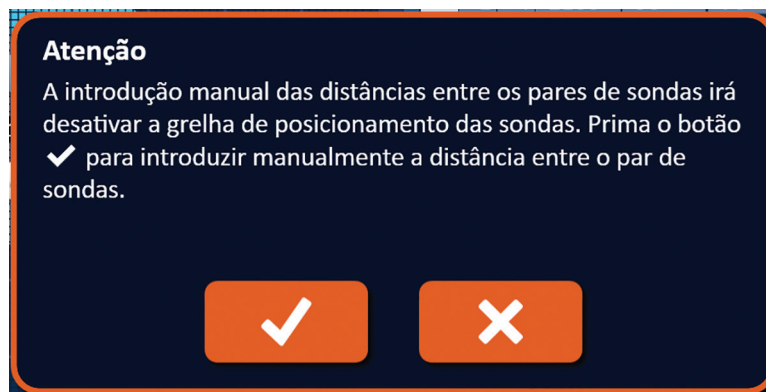 Atenção
A introdução manual das distâncias entre os pares de sondas irá
desativar a grelha de posicionamento das sondas. Prima o botão
✔ para introduzir manualmente a distância entre o par de
sondas.